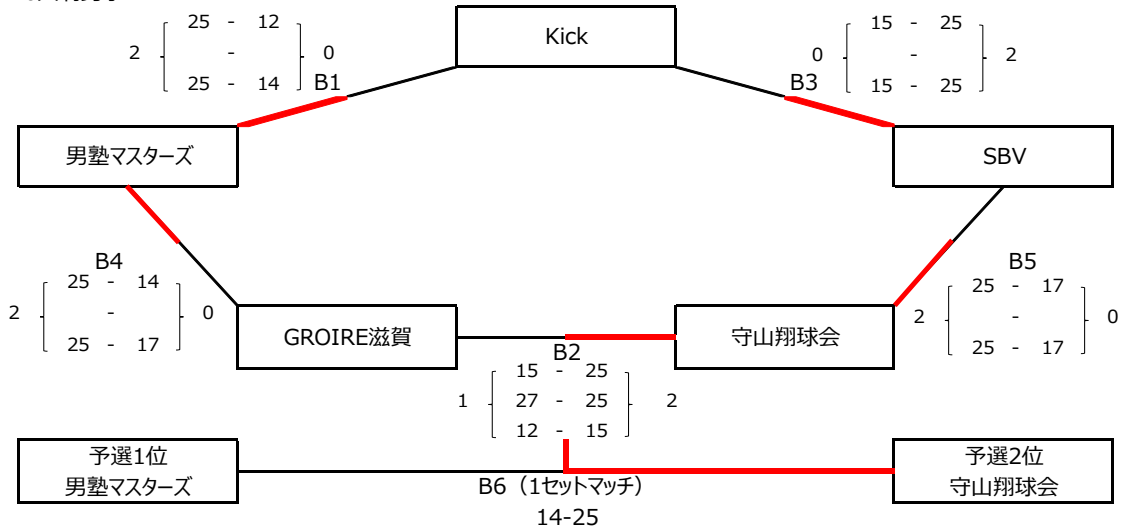 25 - 12
2 - 0
25 - 14
B1
Kick
15 - 25
0 - 2
15 - 25
B3
男塾マスターズ
SBV
B4
25 - 14
2 - 0
25 - 17
GROIRE滋賀
守山翔球会
B5
25 - 17
2 - 0
25 - 17
B2
15 - 25
1 27 - 25 2
12 - 15
予選1位
男塾マスターズ
B6（1セットマッチ）
14-25
予選2位
守山翔球会